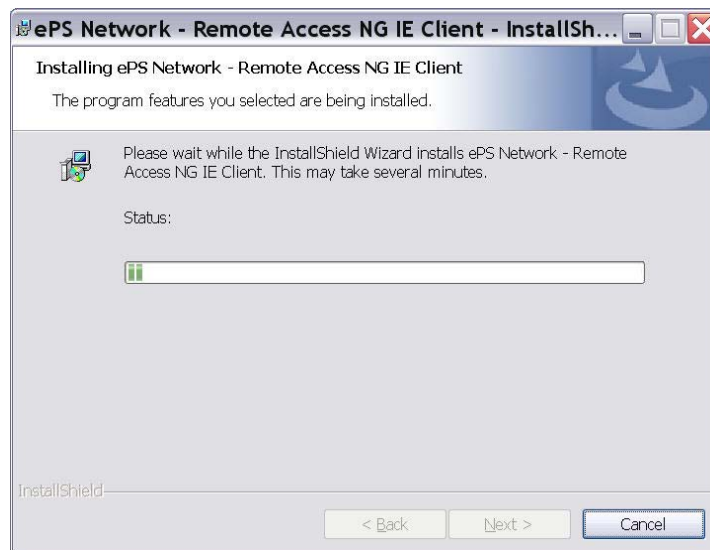 ePS Network - Remote Access NG IE Client - InstallSh...
Installing ePS Network - Remote Access NG IE Client
The program features you selected are being installed.
Please wait while the InstallShield Wizard installs ePS Network - Remote
Access NG IE Client. This may take several minutes.
Status:
InstallShield
< Back
Next >
Cancel